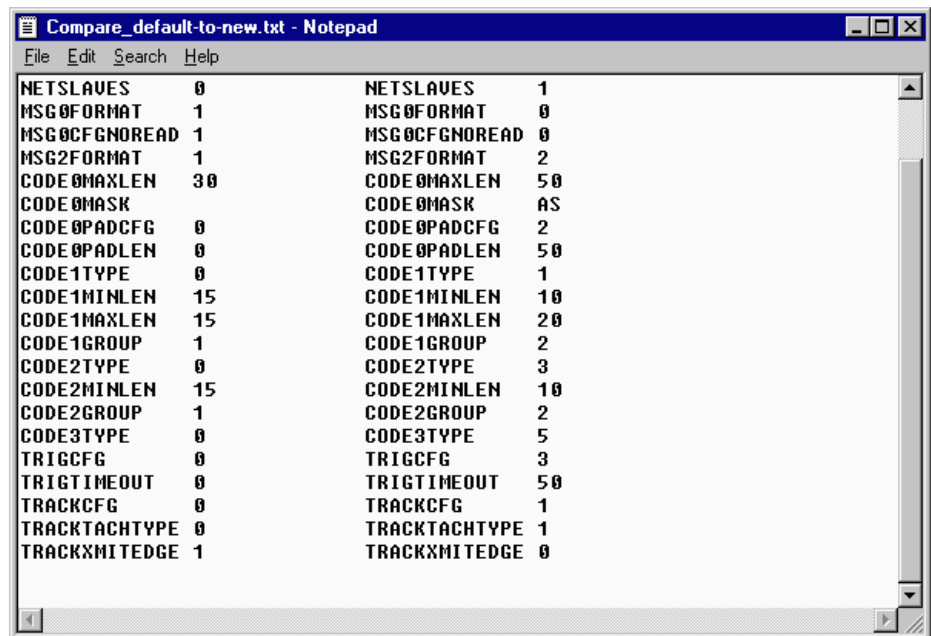 Compare_default-to-new.txt - Notepad
File Edit Search Help
NETSLAVES 0 NETSLAVES 1
MSG0FORMAT 1 MSG0FORMAT 0
MSG0CFGNOREAD 1 MSG0CFGNOREAD 0
MSG2FORMAT 1 MSG2FORMAT 2
CODE0MAXLEN 30 CODE0MAXLEN 50
CODE0MASK CODE0MASK AS
CODE0PADCFG 0 CODE0PADCFG 2
CODE0PADLEN 0 CODE0PADLEN 50
CODE1TYPE 0 CODE1TYPE 1
CODE1MINLEN 15 CODE1MINLEN 10
CODE1MAXLEN 15 CODE1MAXLEN 20
CODE1GROUP 1 CODE1GROUP 2
CODE2TYPE 0 CODE2TYPE 3
CODE2MINLEN 15 CODE2MINLEN 10
CODE2GROUP 1 CODE2GROUP 2
CODE3TYPE 0 CODE3TYPE 5
TRIGCFG 0 TRIGCFG 3
TRIGTIMEOUT 0 TRIGTIMEOUT 50
TRACKCFG 0 TRACKCFG 1
TRACKTACHTYPE 0 TRACKTACHTYPE 1
TRACKXMITEDGE 1 TRACKXMITEDGE 0